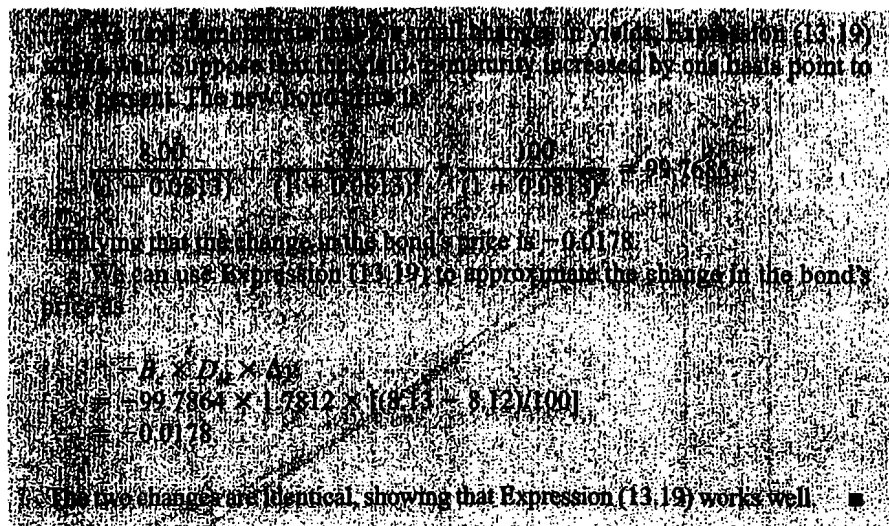 We next demonstrate that for small changes in yields, Expression (13.19)
works well. Suppose that the yield-to-maturity increased by one basis point to
8.13 percent. The new bond price is
8.00 / (1 + 0.0813) + / (1 + 0.0813) + 100 / (1 + 0.0813) = 99.7686,
implying that the change in the bond's price is −0.0178.
We can use Expression (13.19) to approximate the change in the bond's
price as
−B × D × Δy
= −99.7864 × 1.7812 × [(8.13 − 8.12)/100]
= −0.0178.
The two changes are identical, showing that Expression (13.19) works well. ■